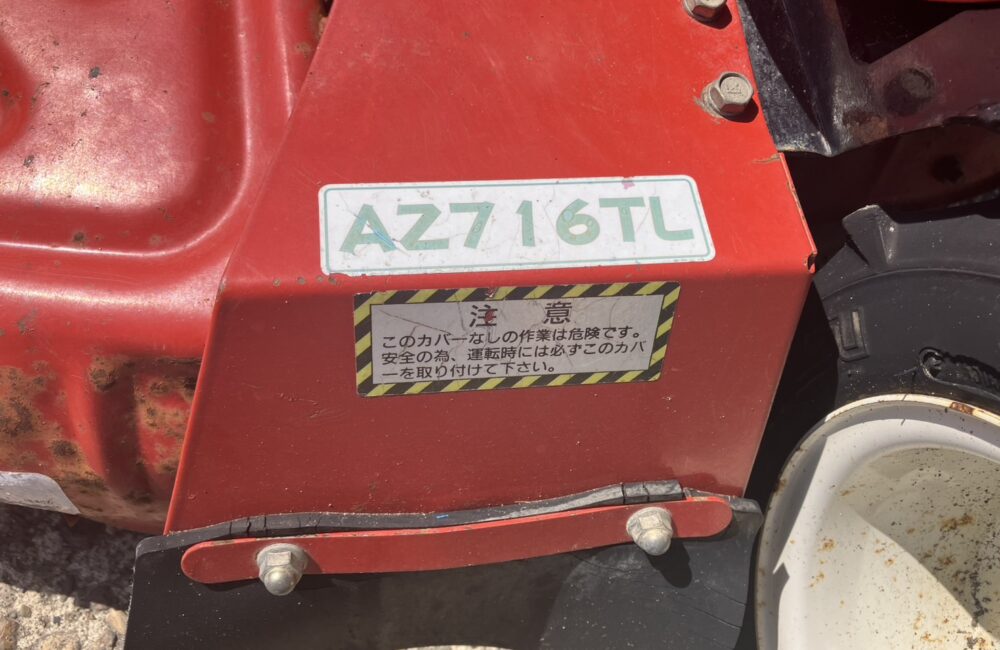 AZ716TL
注 意
このカバーなしの作業は危険です。
安全の為、運転時には必ずこのカバ
ーを取り付けて下さい。